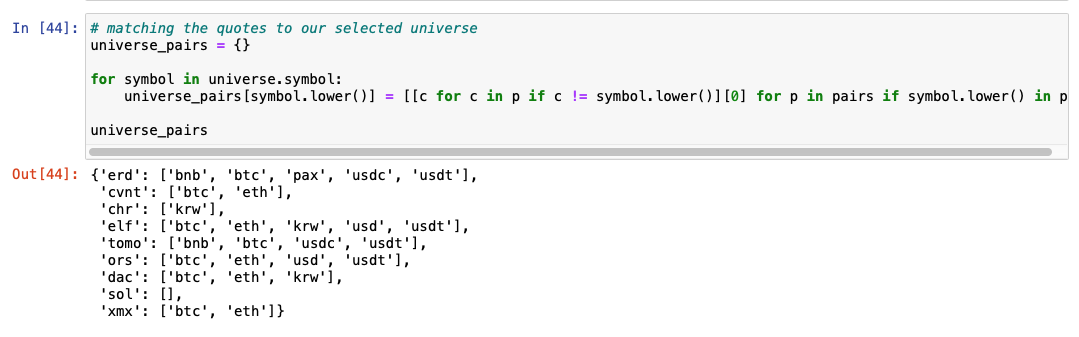 In [44]: # matching the quotes to our selected universe
universe_pairs = {}
for symbol in universe.symbol:
universe_pairs[symbol.lower()] = [[c for c in p if c != symbol.lower()][0] for p in pairs if symbol.lower() in p
universe_pairs
Out[44]: {'erd': ['bnb', 'btc', 'pax', 'usdc', 'usdt'],
'cvnt': ['btc', 'eth'],
'chr': ['krw'],
'elf': ['btc', 'eth', 'krw', 'usd', 'usdt'],
'tomo': ['bnb', 'btc', 'usdc', 'usdt'],
'ors': ['btc', 'eth', 'usd', 'usdt'],
'dac': ['btc', 'eth', 'krw'],
'sol': [],
'xmx': ['btc', 'eth']}